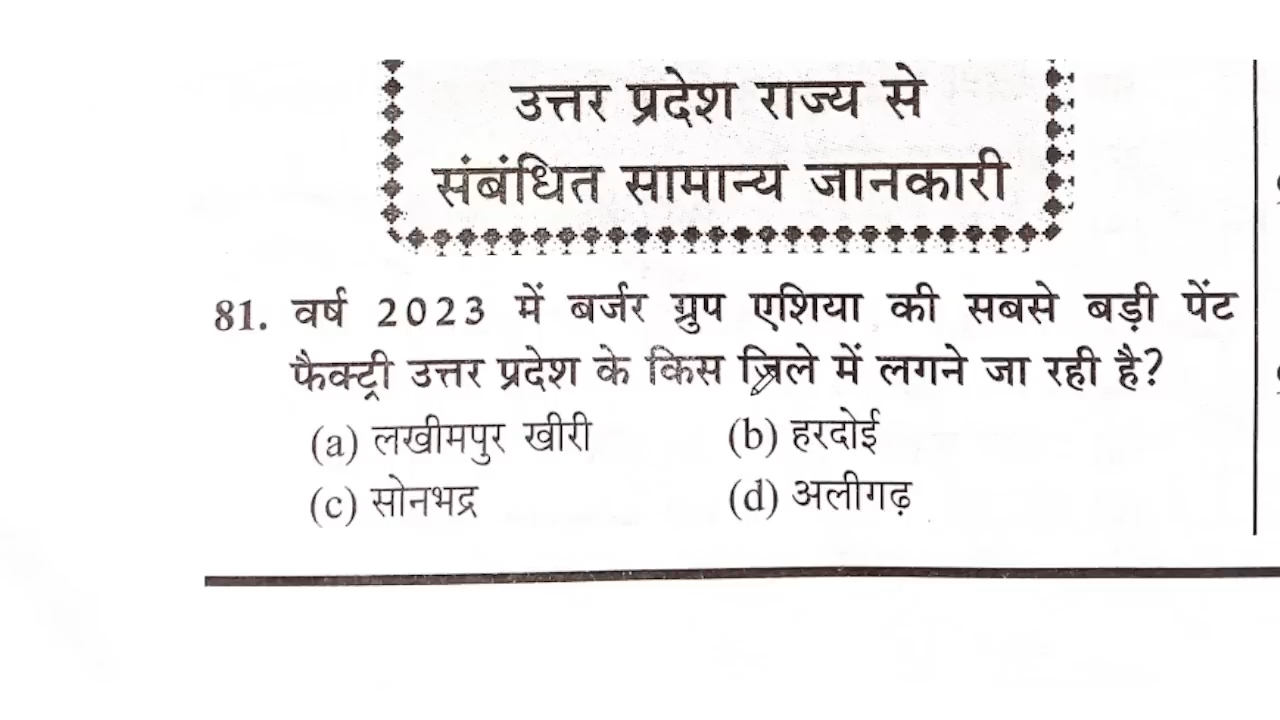 उत्तर प्रदेश राज्य से
संबंधित सामान्य जानकारी
81. वर्ष 2023 में बर्जर ग्रुप एशिया की सबसे बड़ी पेंट
फैक्ट्री उत्तर प्रदेश के किस ज़िले में लगने जा रही है?
(a) लखीमपुर खीरी (b) हरदोई
(c) सोनभद्र (d) अलीगढ़